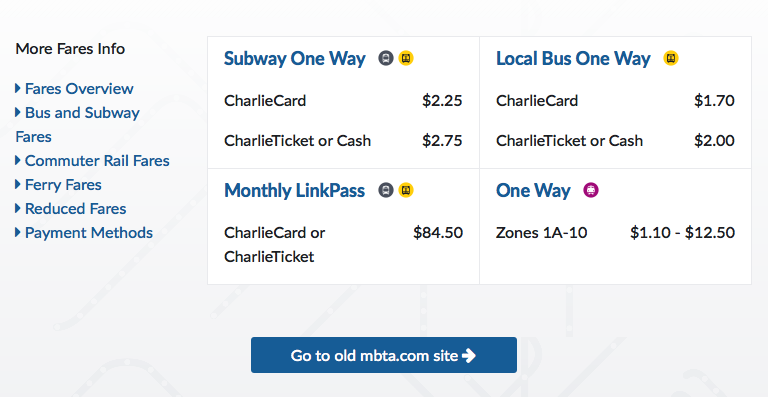 More Fares Info
Fares Overview
Bus and Subway
Fares
Commuter Rail Fares
Ferry Fares
Reduced Fares
Payment Methods
Subway One Way
CharlieCard $2.25
CharlieTicket or Cash $2.75
Local Bus One Way
CharlieCard $1.70
CharlieTicket or Cash $2.00
Monthly LinkPass
CharlieCard or $84.50
CharlieTicket
One Way
Zones 1A-10 $1.10 - $12.50
Go to old mbta.com site